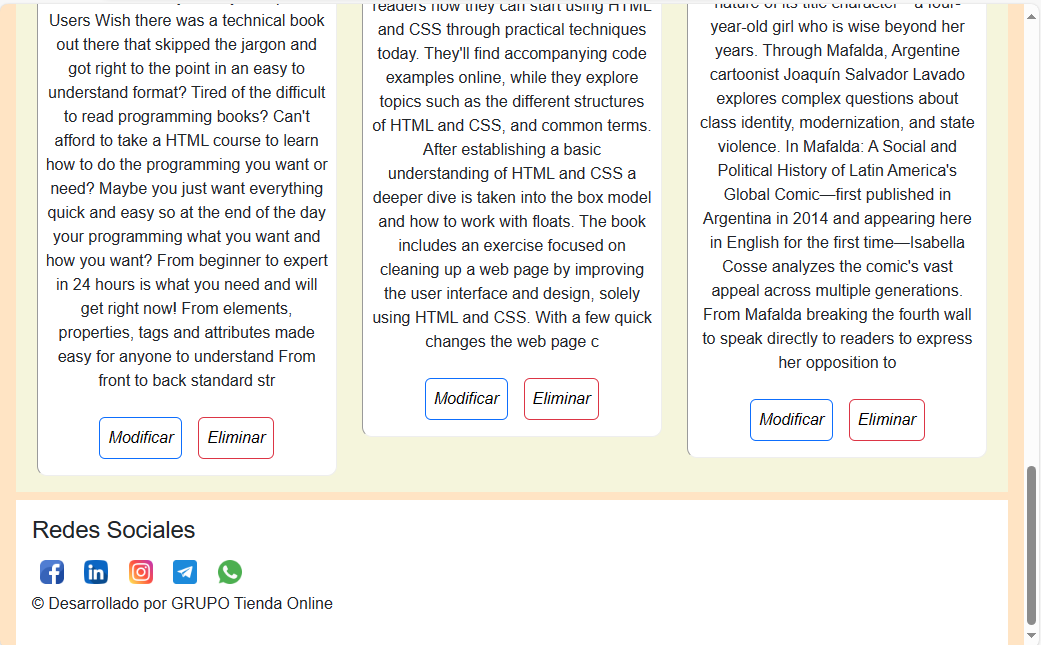 Users Wish there was a technical book
out there that skipped the jargon and
got right to the point in an easy to
understand format? Tired of the difficult
to read programming books? Can't
afford to take a HTML course to learn
how to do the programming you want or
need? Maybe you just want everything
quick and easy so at the end of the day
your programming what you want and
how you want? From beginner to expert
in 24 hours is what you need and will
get right now! From elements,
properties, tags and attributes made
easy for anyone to understand From
front to back standard str
Modificar Eliminar
readers how they can start using HTML
and CSS through practical techniques
today. They'll find accompanying code
examples online, while they explore
topics such as the different structures
of HTML and CSS, and common terms.
After establishing a basic
understanding of HTML and CSS a
deeper dive is taken into the box model
and how to work with floats. The book
includes an exercise focused on
cleaning up a web page by improving
the user interface and design, solely
using HTML and CSS. With a few quick
changes the web page c
Modificar Eliminar
nature of its title character—a four-
year-old girl who is wise beyond her
years. Through Mafalda, Argentine
cartoonist Joaquín Salvador Lavado
explores complex questions about
class identity, modernization, and state
violence. In Mafalda: A Social and
Political History of Latin America's
Global Comic—first published in
Argentina in 2014 and appearing here
in English for the first time—Isabella
Cosse analyzes the comic's vast
appeal across multiple generations.
From Mafalda breaking the fourth wall
to speak directly to readers to express
her opposition to
Modificar Eliminar
Redes Sociales
© Desarrollado por GRUPO Tienda Online